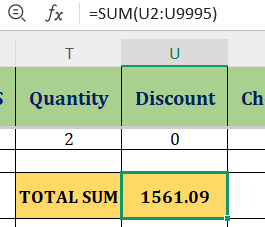 fx =SUM(U2:U9995)
T U
S Quantity Discount Ch
2 0
TOTAL SUM 1561.09